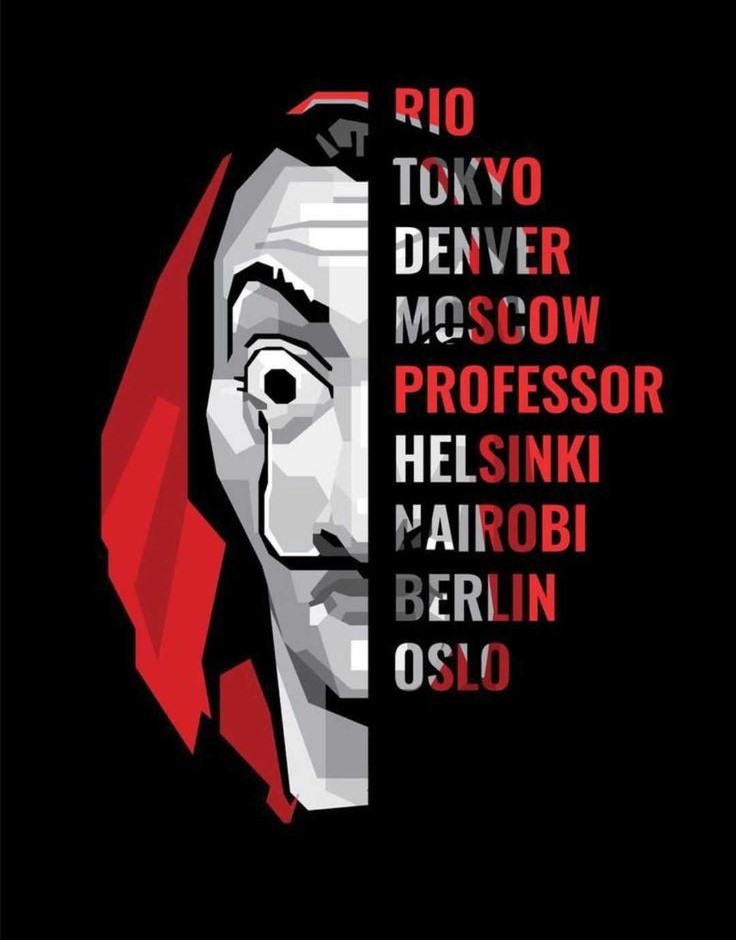 RIO
TOKYO
DENVER
MOSCOW
PROFESSOR
HELSINKI
NAIROBI
BERLIN
OSLO